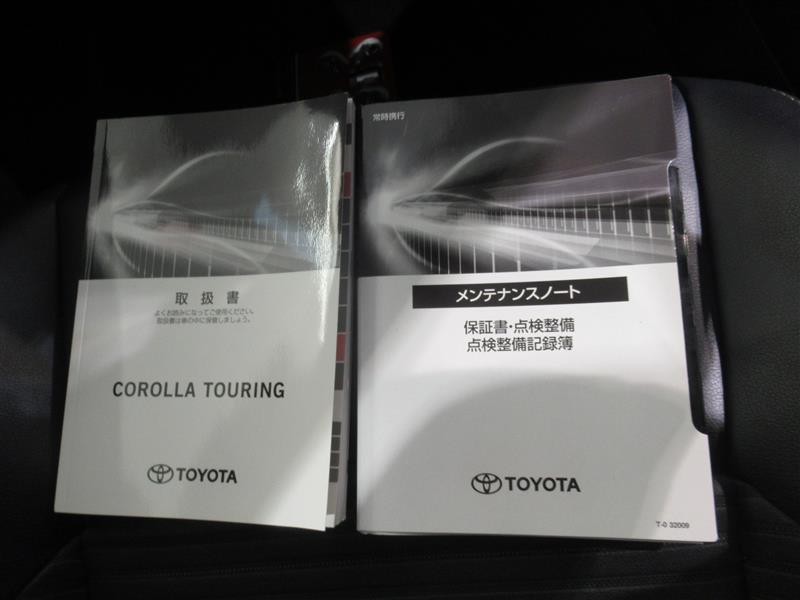 取扱書
よくお読みになってご使用ください。
取扱書は車の中に保管しましょう。
COROLLA TOURING
TOYOTA
常時携行
メンテナンスノート
保証書・点検整備
点検整備記録簿
TOYOTA
T-0 32009